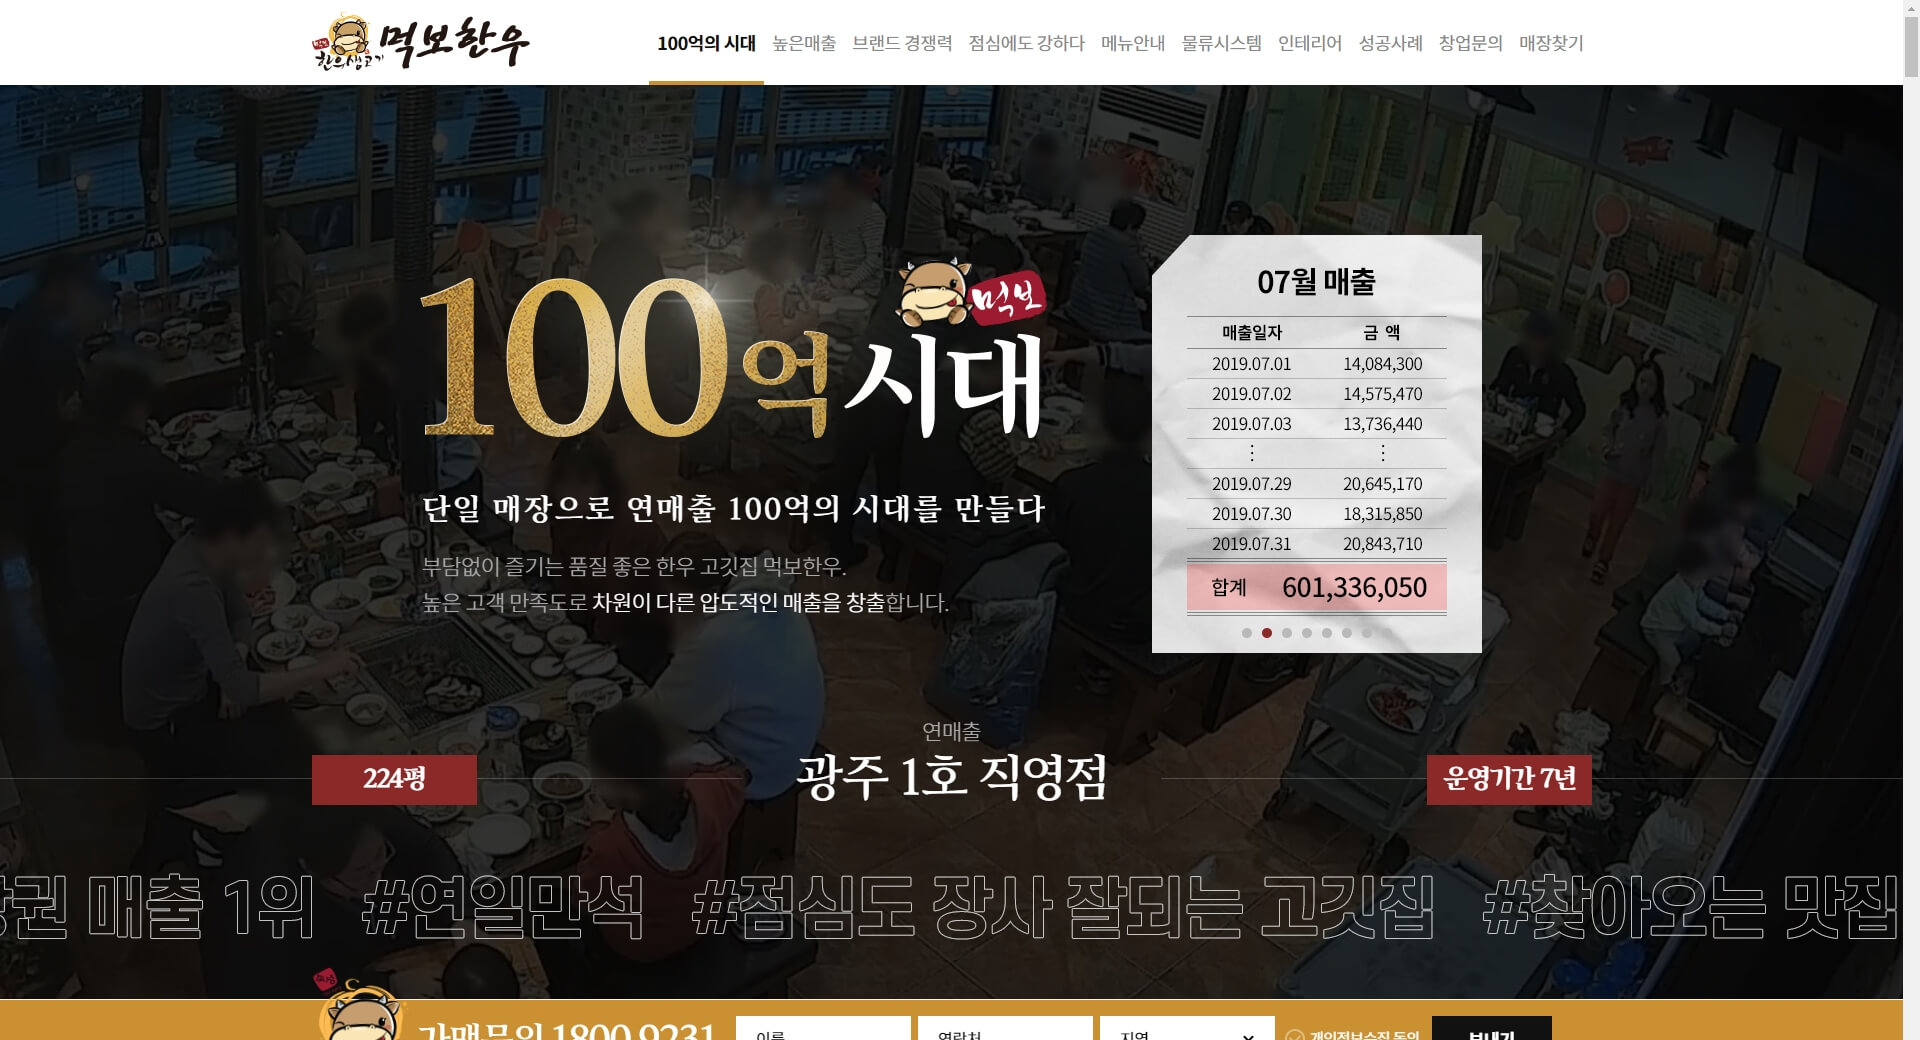 먹보
한우생고기
먹보한우
100억의 시대 높은매출 브랜드 경쟁력 점심에도 강하다 메뉴안내 물류시스템 인테리어 성공사례 창업문의 매장찾기
먹보
100억 시대
단일 매장으로 연매출 100억의 시대를 만들다
부담없이 즐기는 품질 좋은 한우 고깃집 먹보한우.
높은 고객 만족도로 차원이 다른 압도적인 매출을 창출합니다.
07월 매출
매출일자 금 액
2019.07.01 14,084,300
2019.07.02 14,575,470
2019.07.03 13,736,440
⋮ ⋮
2019.07.29 20,645,170
2019.07.30 18,315,850
2019.07.31 20,843,710
합계 601,336,050
연매출
224평
광주 1호 직영점
운영기간 7년
권 매출 1위 #연일만석 #점심도 장사 잘되는 고깃집 #찾아오는 맛집
가맹문의 1800.9231
이름
연락처
지역
개인정보수집 동의
보내기